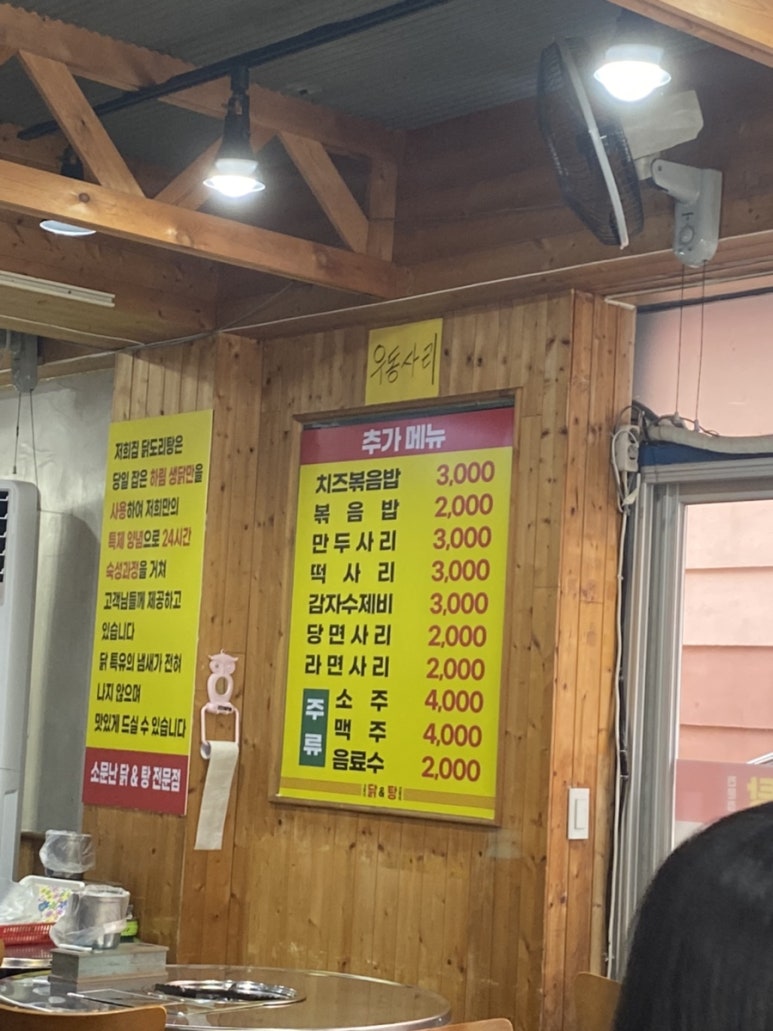 우동사리
저희집 닭도리탕은
당일 잡은 하림 생닭만을
사용하여 저희만의
특제 양념으로 24시간
숙성과정을 거쳐
고객님들께 제공하고
있습니다
닭 특유의 냄새가 전혀
나지 않으며
맛있게 드실 수 있습니다
소문난 닭 & 탕 전문점
추가 메뉴
치즈볶음밥 3,000
볶음밥 2,000
만두사리 3,000
떡사리 3,000
감자수제비 3,000
당면사리 2,000
라면사리 2,000
주류
소주 4,000
맥주 4,000
음료수 2,000
닭 & 탕